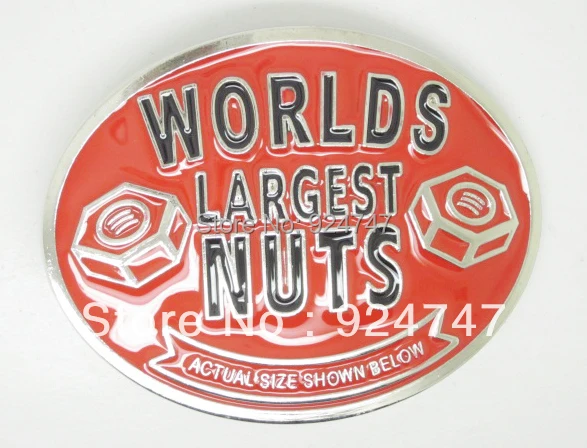 WORLDS
LARGEST
Store No: 924747
NUTS
Store No : 924747
ACTUAL SIZE SHOWN BELOW